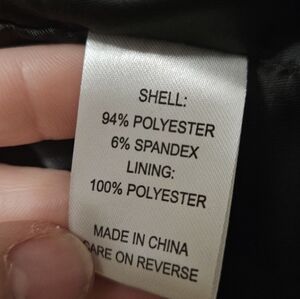 SHELL:
94% POLYESTER
6% SPANDEX
LINING:
100% POLYESTER
MADE IN CHINA
CARE ON REVERSE